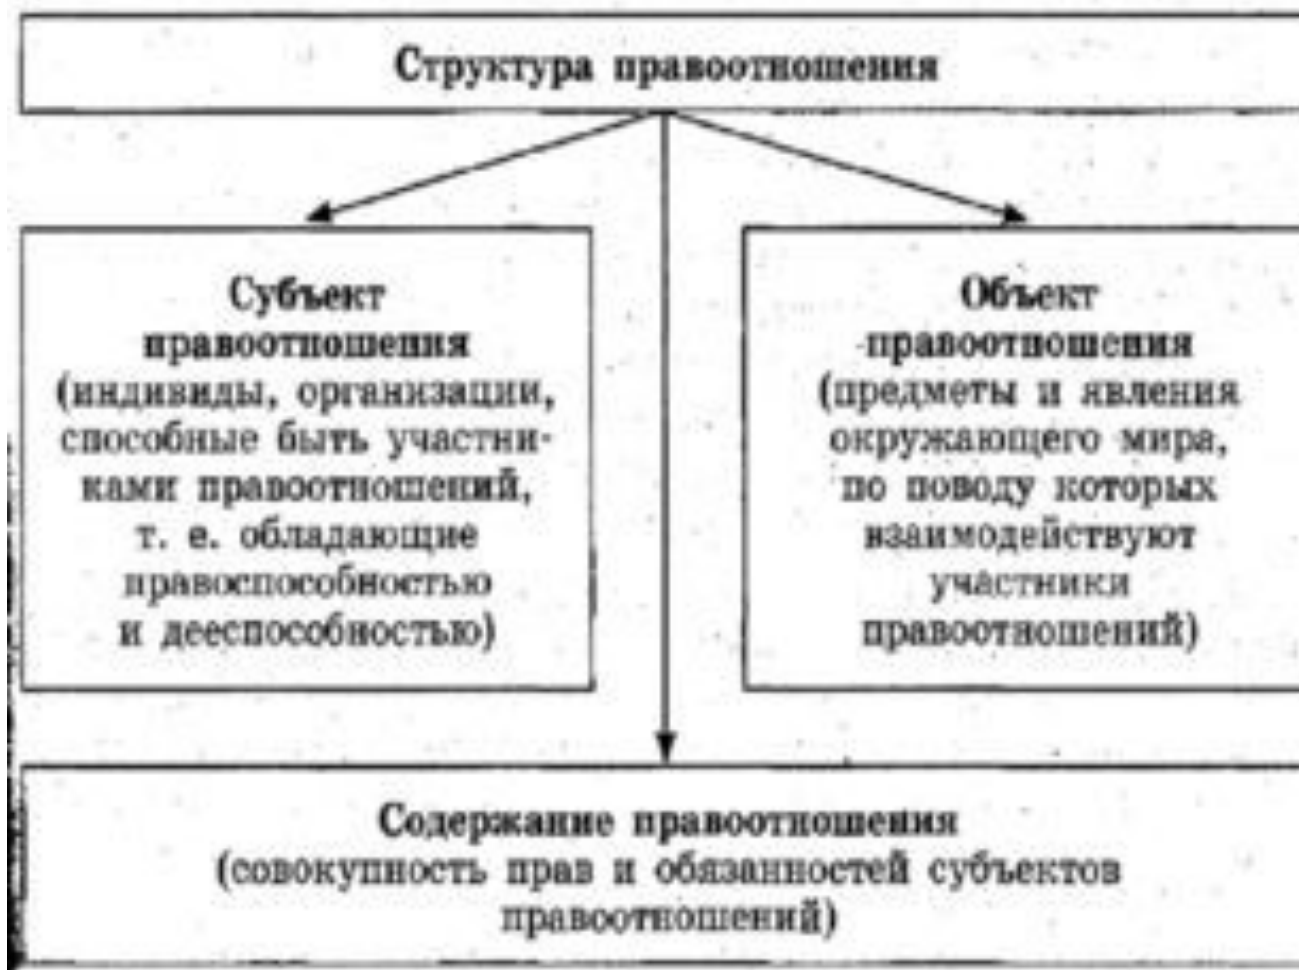 Структура правоотношения
Субъект
правоотношения
(индивиды, организации,
способные быть участни-
ками правоотношений,
т. е. обладающие
правоспособностью
и дееспособностью)
Объект
правоотношения
(предметы и явления
окружающего мира,
по поводу которых
взаимодействуют
участники
правоотношений)
Содержание правоотношения
(совокупность прав и обязанностей субъектов
правоотношений)